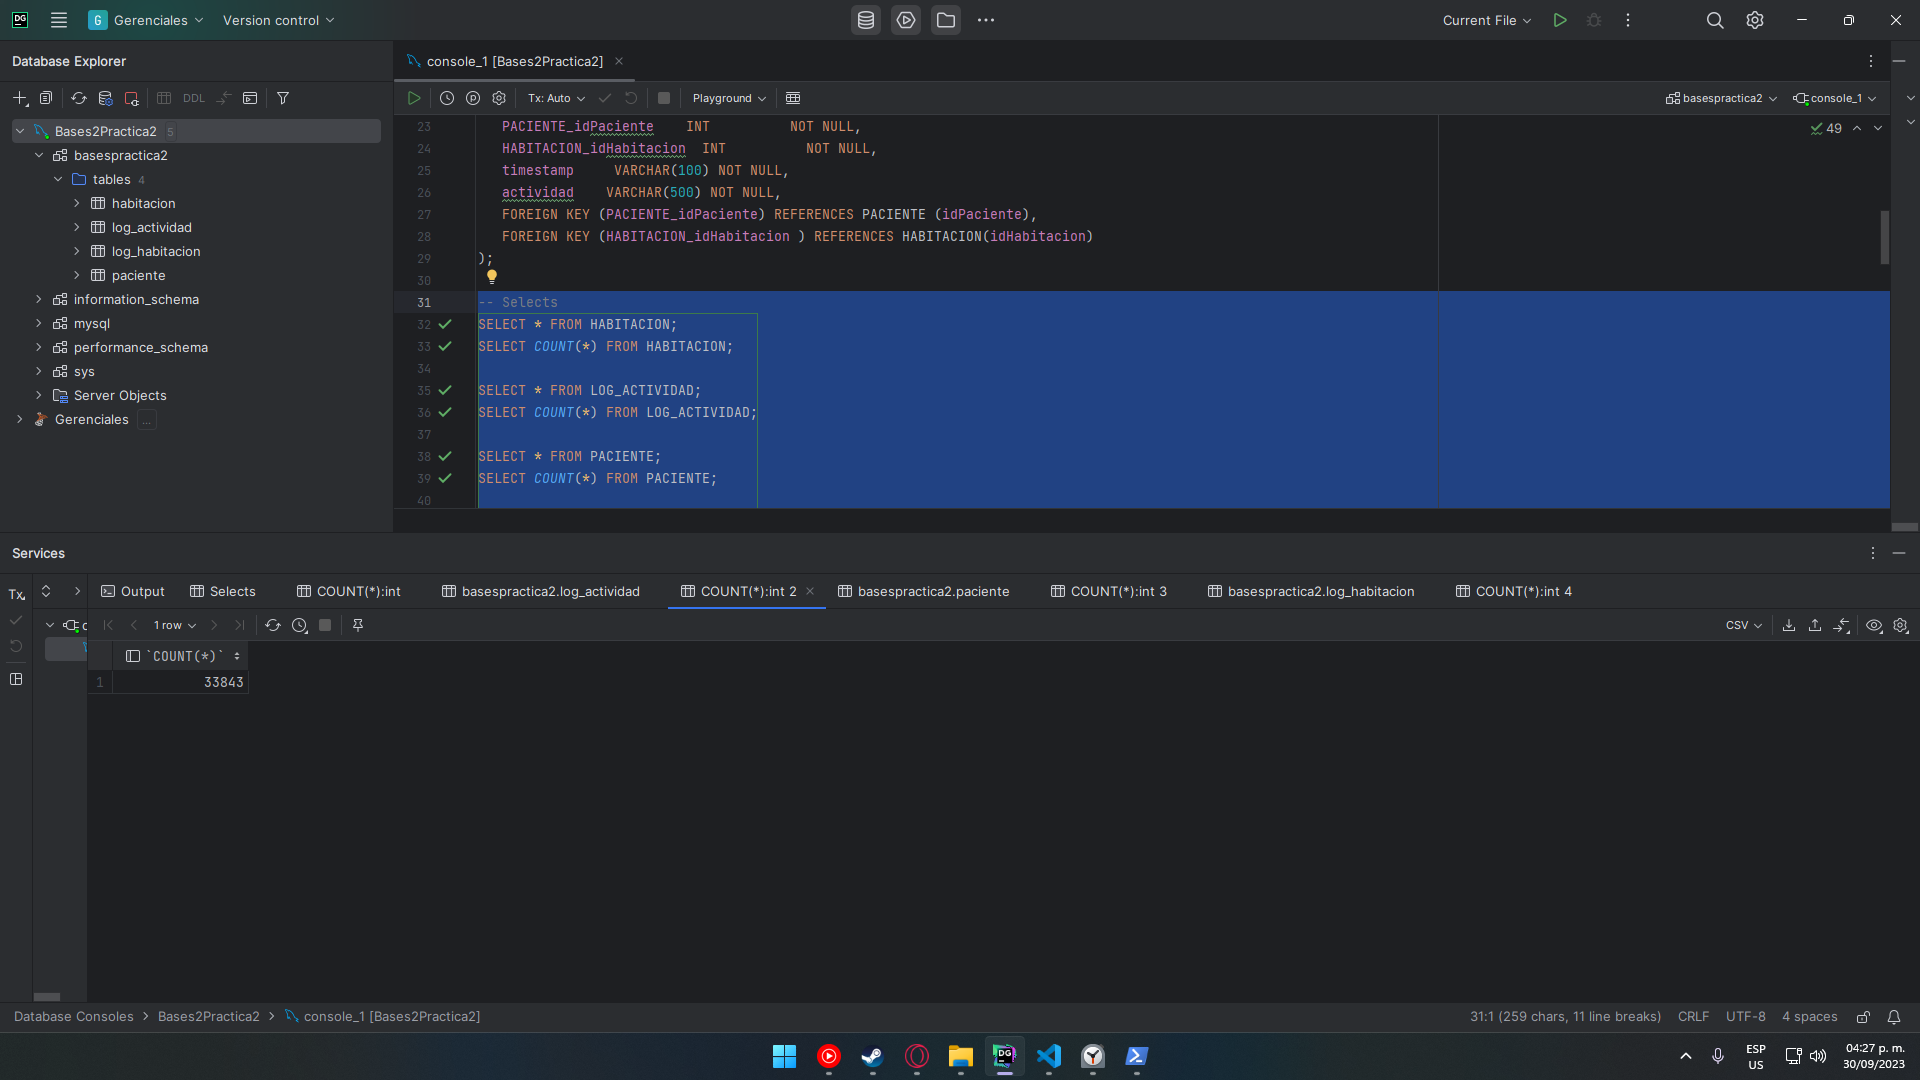 DG
G Gerenciales
Version control
Current File
Database Explorer
DDL
Bases2Practica2 5
basespractica2
tables 4
habitacion
log_actividad
log_habitacion
paciente
information_schema
mysql
performance_schema
sys
Server Objects
Gerenciales ...
console_1 [Bases2Practica2]
Tx: Auto
Playground
basespractica2
console_1
49
23 PACIENTE_idPaciente INT NOT NULL,
24 HABITACION_idHabitacion INT NOT NULL,
25 timestamp VARCHAR(100) NOT NULL,
26 actividad VARCHAR(500) NOT NULL,
27 FOREIGN KEY (PACIENTE_idPaciente) REFERENCES PACIENTE (idPaciente),
28 FOREIGN KEY (HABITACION_idHabitacion ) REFERENCES HABITACION(idHabitacion)
29 );
30
31 -- Selects
32 SELECT * FROM HABITACION;
33 SELECT COUNT(*) FROM HABITACION;
34
35 SELECT * FROM LOG_ACTIVIDAD;
36 SELECT COUNT(*) FROM LOG_ACTIVIDAD;
37
38 SELECT * FROM PACIENTE;
39 SELECT COUNT(*) FROM PACIENTE;
40
Services
Tx
Output
Selects
COUNT(*):int
basespractica2.log_actividad
COUNT(*):int 2
basespractica2.paciente
COUNT(*):int 3
basespractica2.log_habitacion
COUNT(*):int 4
1 row
CSV
`COUNT(*)`
1 33843
Database Consoles > Bases2Practica2 > console_1 [Bases2Practica2]
31:1 (259 chars, 11 line breaks)
CRLF
UTF-8
4 spaces
DG
ESP
US
04:27 p. m.
30/09/2023